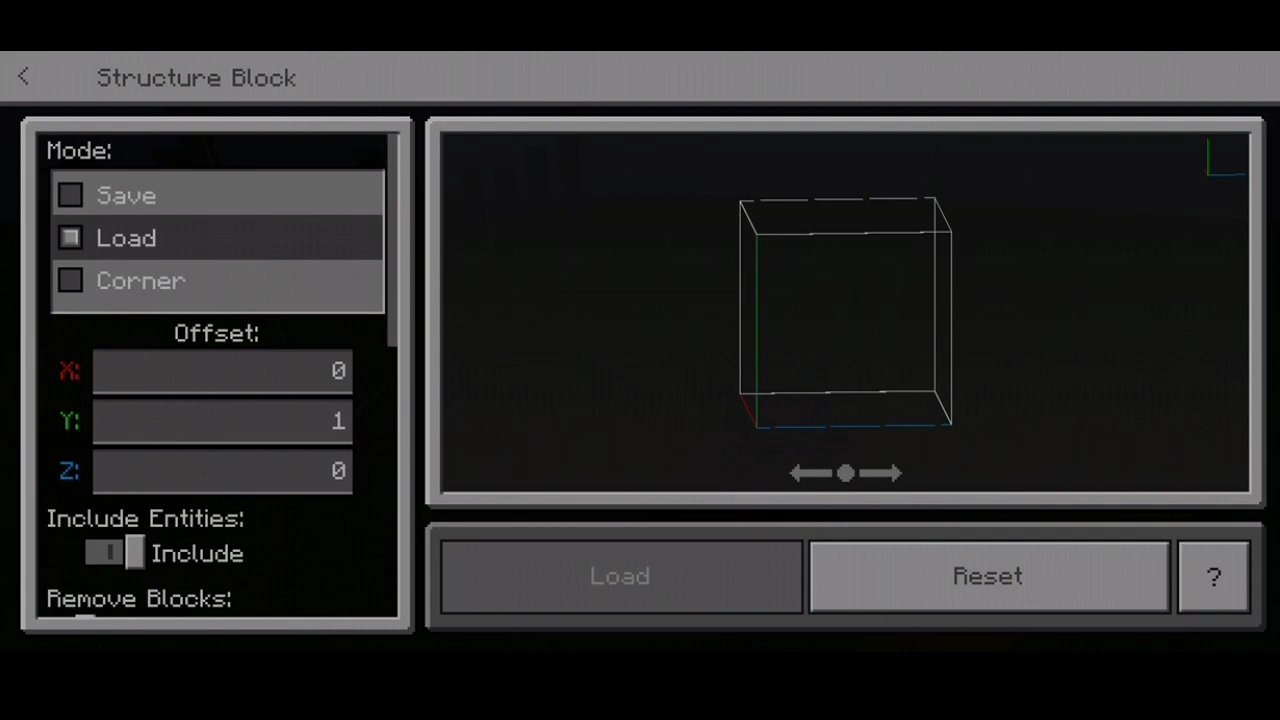 Structure Block
Mode:
Save
Load
Corner
Offset:
X: 0
Y: 1
Z: 0
Include Entities:
Include
Remove Blocks:
Load
Reset
?